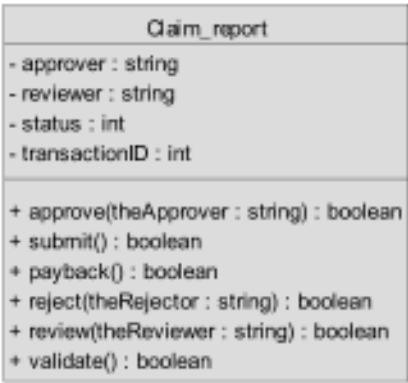 Claim_report
- approver : string
- reviewer : string
- status : int
- transactionID : int
+ approve(theApprover : string) : boolean
+ submit() : boolean
+ payback() : boolean
+ reject(theRejector : string) : boolean
+ review(theReviewer : string) : boolean
+ validate() : boolean